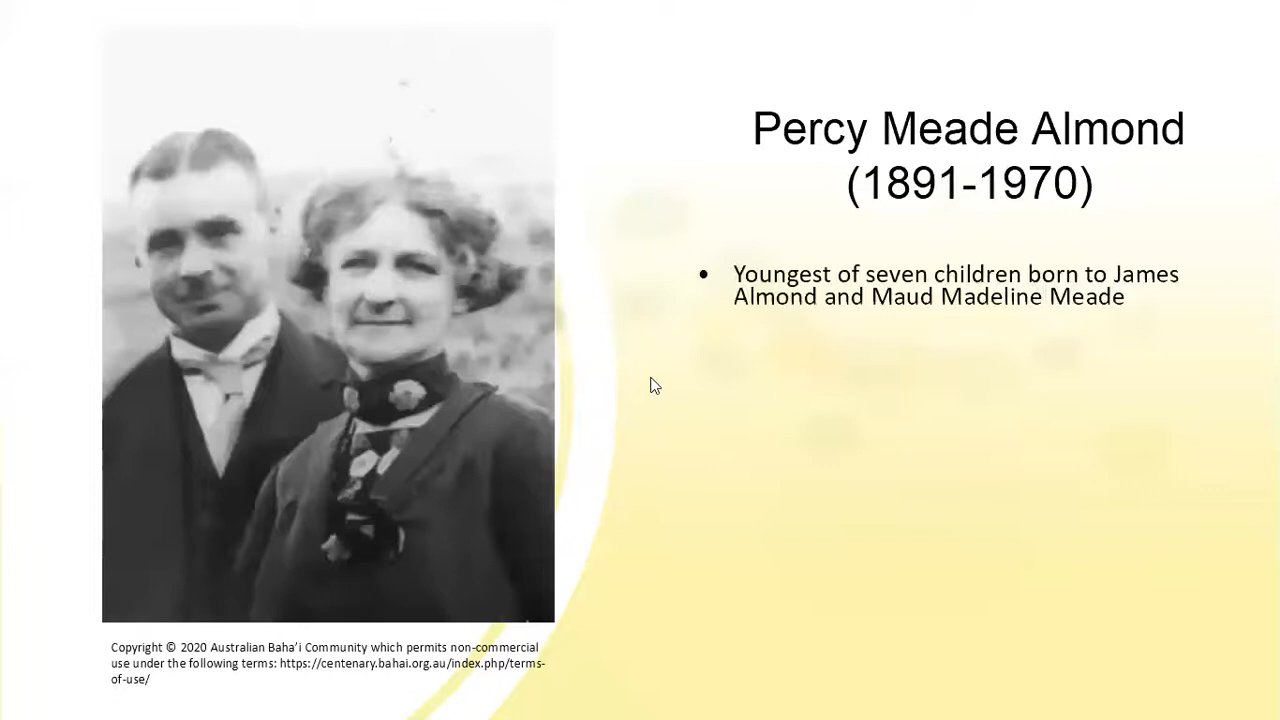 Percy Meade Almond
(1891-1970)
• Youngest of seven children born to James
Almond and Maud Madeline Meade
Copyright © 2020 Australian Baha’i Community which permits non-commercial
use under the following terms: https://centenary.bahai.org.au/index.php/terms-
of-use/